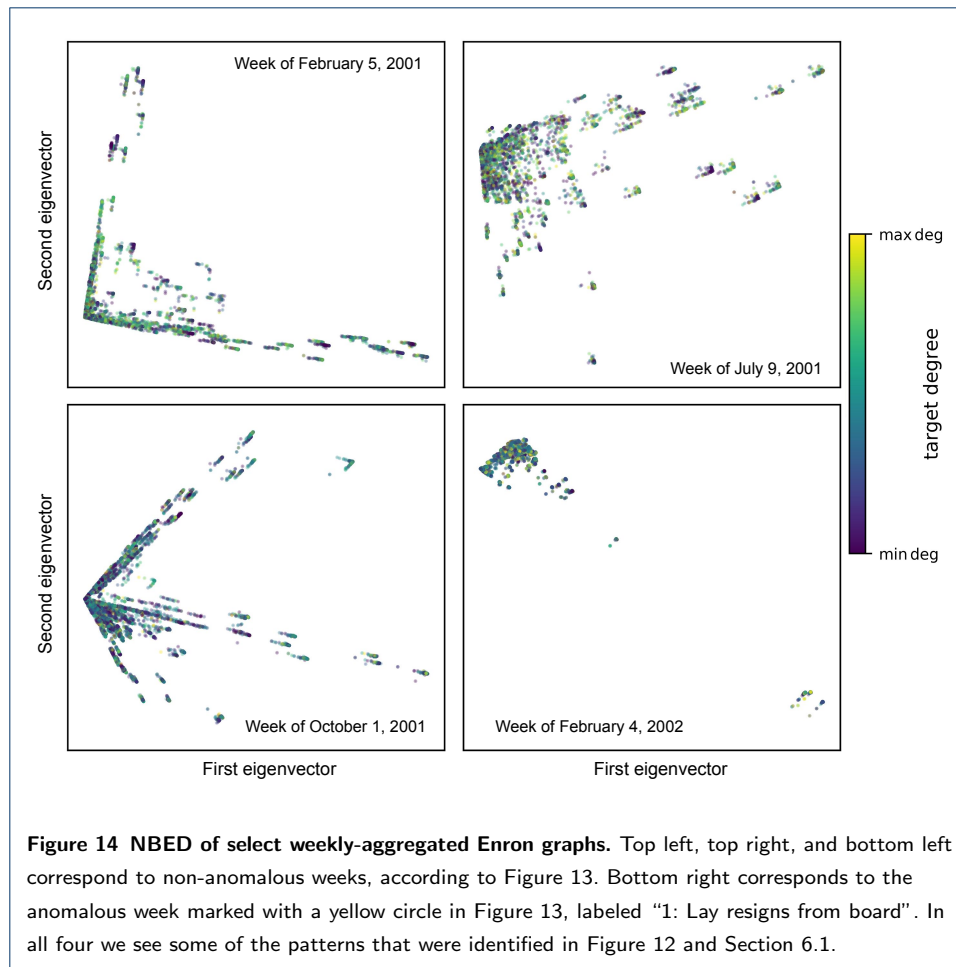 Week of February 5, 2001
Second eigenvector
Week of July 9, 2001
max deg
target degree
min deg
Second eigenvector
Week of October 1, 2001
Week of February 4, 2002
First eigenvector
First eigenvector
Figure 14 NBED of select weekly-aggregated Enron graphs. Top left, top right, and bottom left
correspond to non-anomalous weeks, according to Figure 13. Bottom right corresponds to the
anomalous week marked with a yellow circle in Figure 13, labeled “1: Lay resigns from board”. In
all four we see some of the patterns that were identified in Figure 12 and Section 6.1.